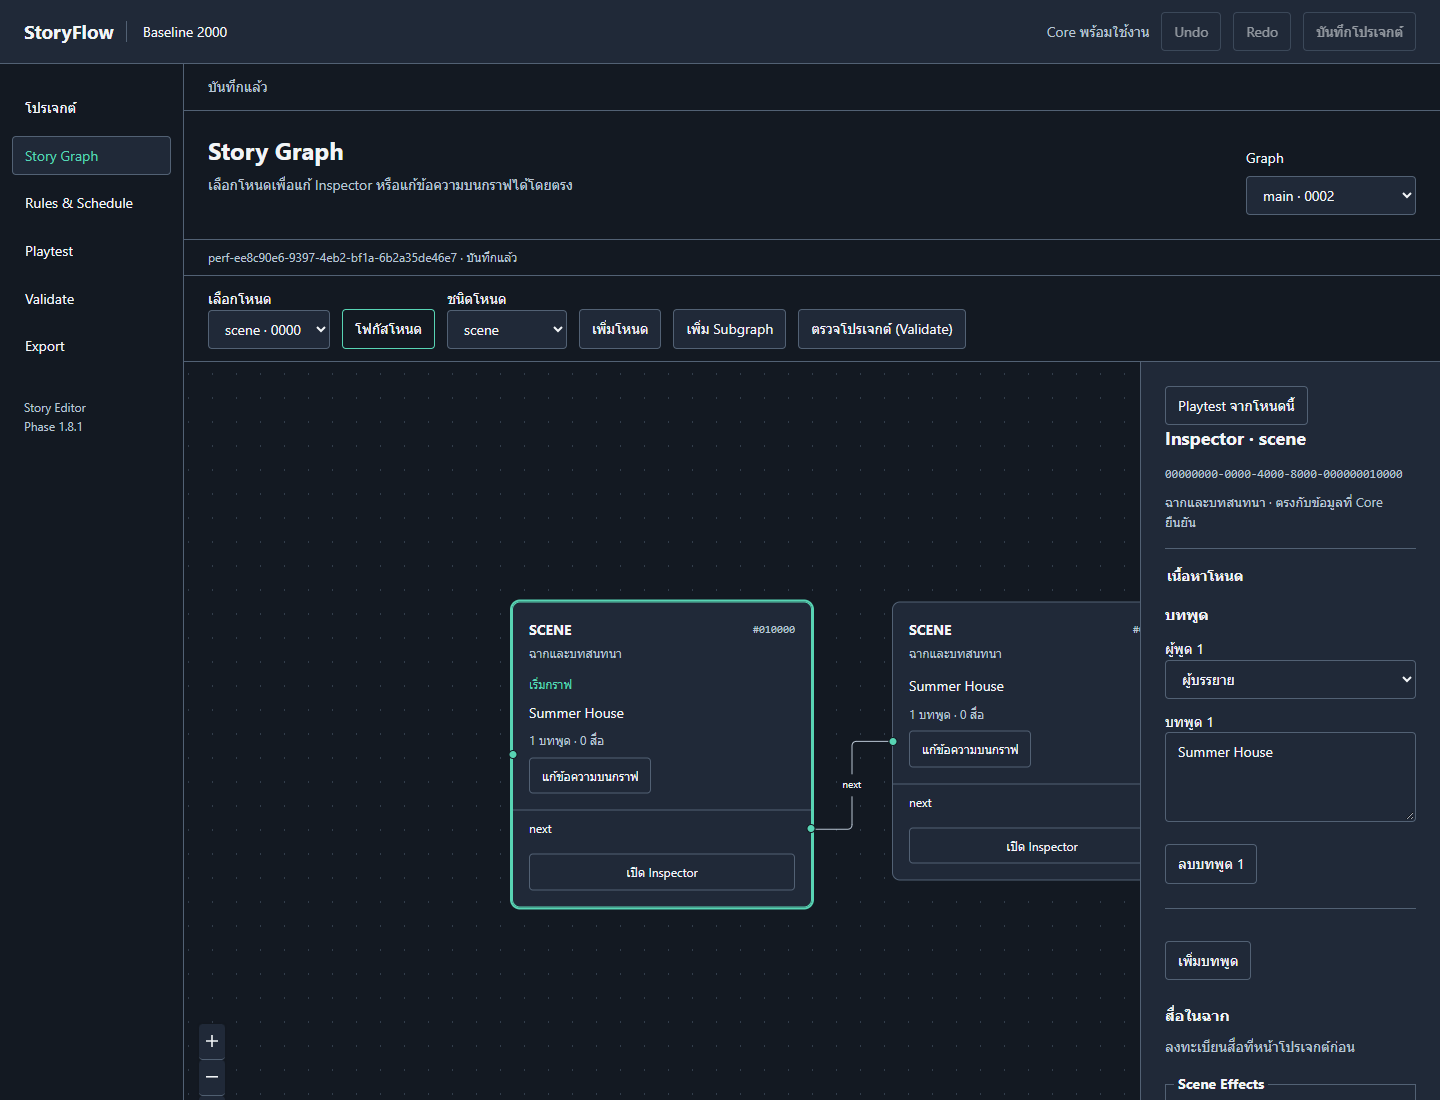 StoryFlow
Baseline 2000
Core พร้อมใช้งาน
Undo
Redo
บันทึกโปรเจกต์
โปรเจกต์
Story Graph
Rules & Schedule
Playtest
Validate
Export
Story Editor
Phase 1.8.1
บันทึกแล้ว
Story Graph
เลือกโหนดเพื่อแก้ Inspector หรือแก้ข้อความบนกราฟได้โดยตรง
Graph
main · 0002
perf-ee8c90e6-9397-4eb2-bf1a-6b2a35de46e7 · บันทึกแล้ว
เลือกโหนด
scene · 0000
โฟกัสโหนด
ชนิดโหนด
scene
เพิ่มโหนด
เพิ่ม Subgraph
ตรวจโปรเจกต์ (Validate)
SCENE
#010000
ฉากและบทสนทนา
เริ่มกราฟ
Summer House
1 บทพูด · 0 สื่อ
แก้ข้อความบนกราฟ
next
เปิด Inspector
next
SCENE
#
ฉากและบทสนทนา
Summer House
1 บทพูด · 0 สื่อ
แก้ข้อความบนกราฟ
next
เปิด Inspector
+
−
Playtest จากโหนดนี้
Inspector · scene
00000000-0000-4000-8000-000000010000
ฉากและบทสนทนา · ตรงกับข้อมูลที่ Core
ยืนยัน
เนื้อหาโหนด
บทพูด
ผู้พูด 1
ผู้บรรยาย
บทพูด 1
Summer House
ลบบทพูด 1
เพิ่มบทพูด
สื่อในฉาก
ลงทะเบียนสื่อที่หน้าโปรเจกต์ก่อน
Scene Effects